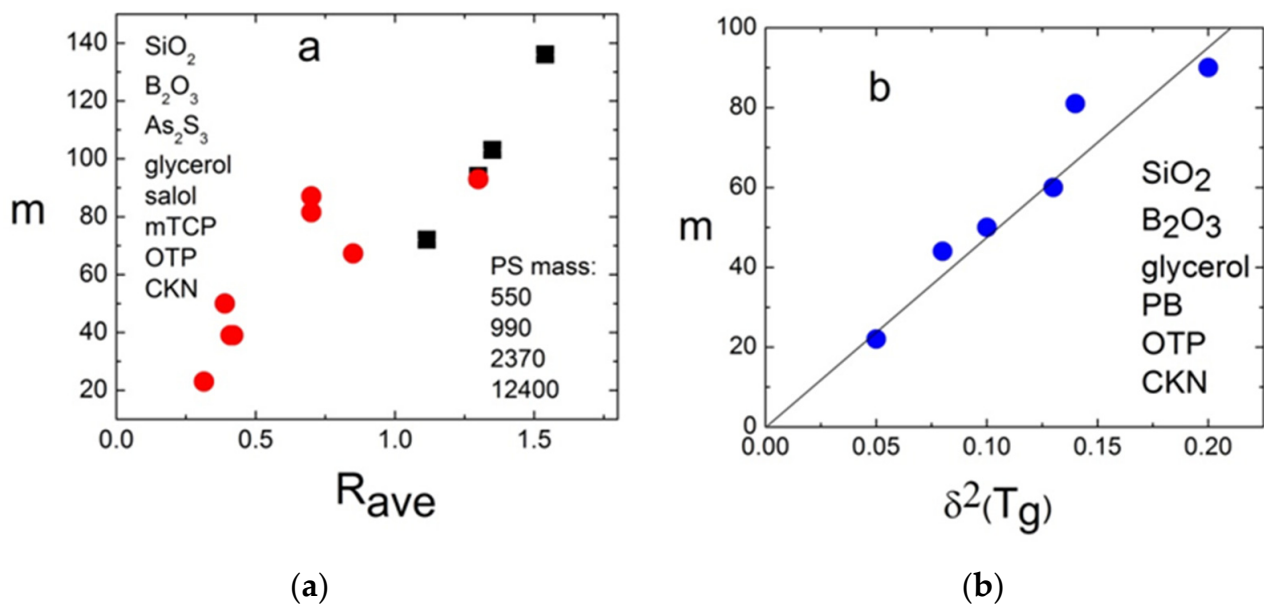 a
SiO2
B2O3
As2S3
glycerol
salol
mTCP
OTP
CKN
PS mass:
550
990
2370
12400
m
140
120
100
80
60
40
20
0.0 0.5 1.0 1.5
Rave
(a)
b
SiO2
B2O3
glycerol
PB
OTP
CKN
m
100
80
60
40
20
0
0.00 0.05 0.10 0.15 0.20
δ2(Tg)
(b)